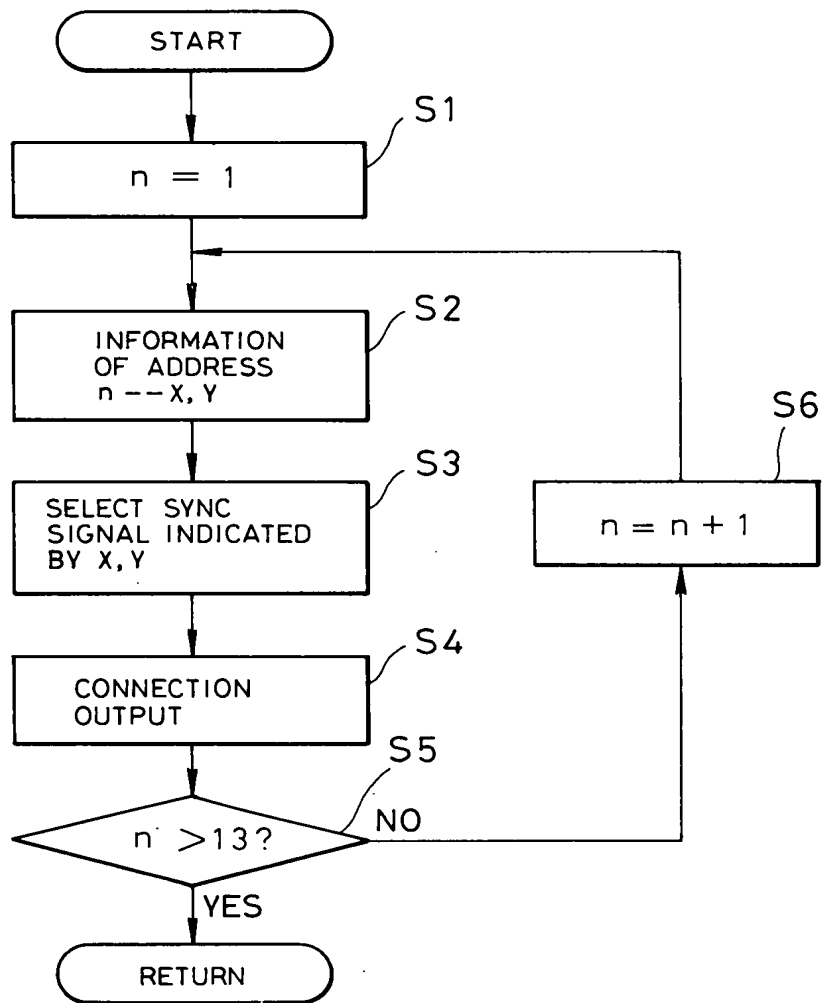 START
S1
n = 1
S2
INFORMATION
OF ADDRESS
n -- X, Y
S3
SELECT SYNC
SIGNAL INDICATED
BY X, Y
S6
n = n + 1
S4
CONNECTION
OUTPUT
S5
n > 13?
NO
YES
RETURN